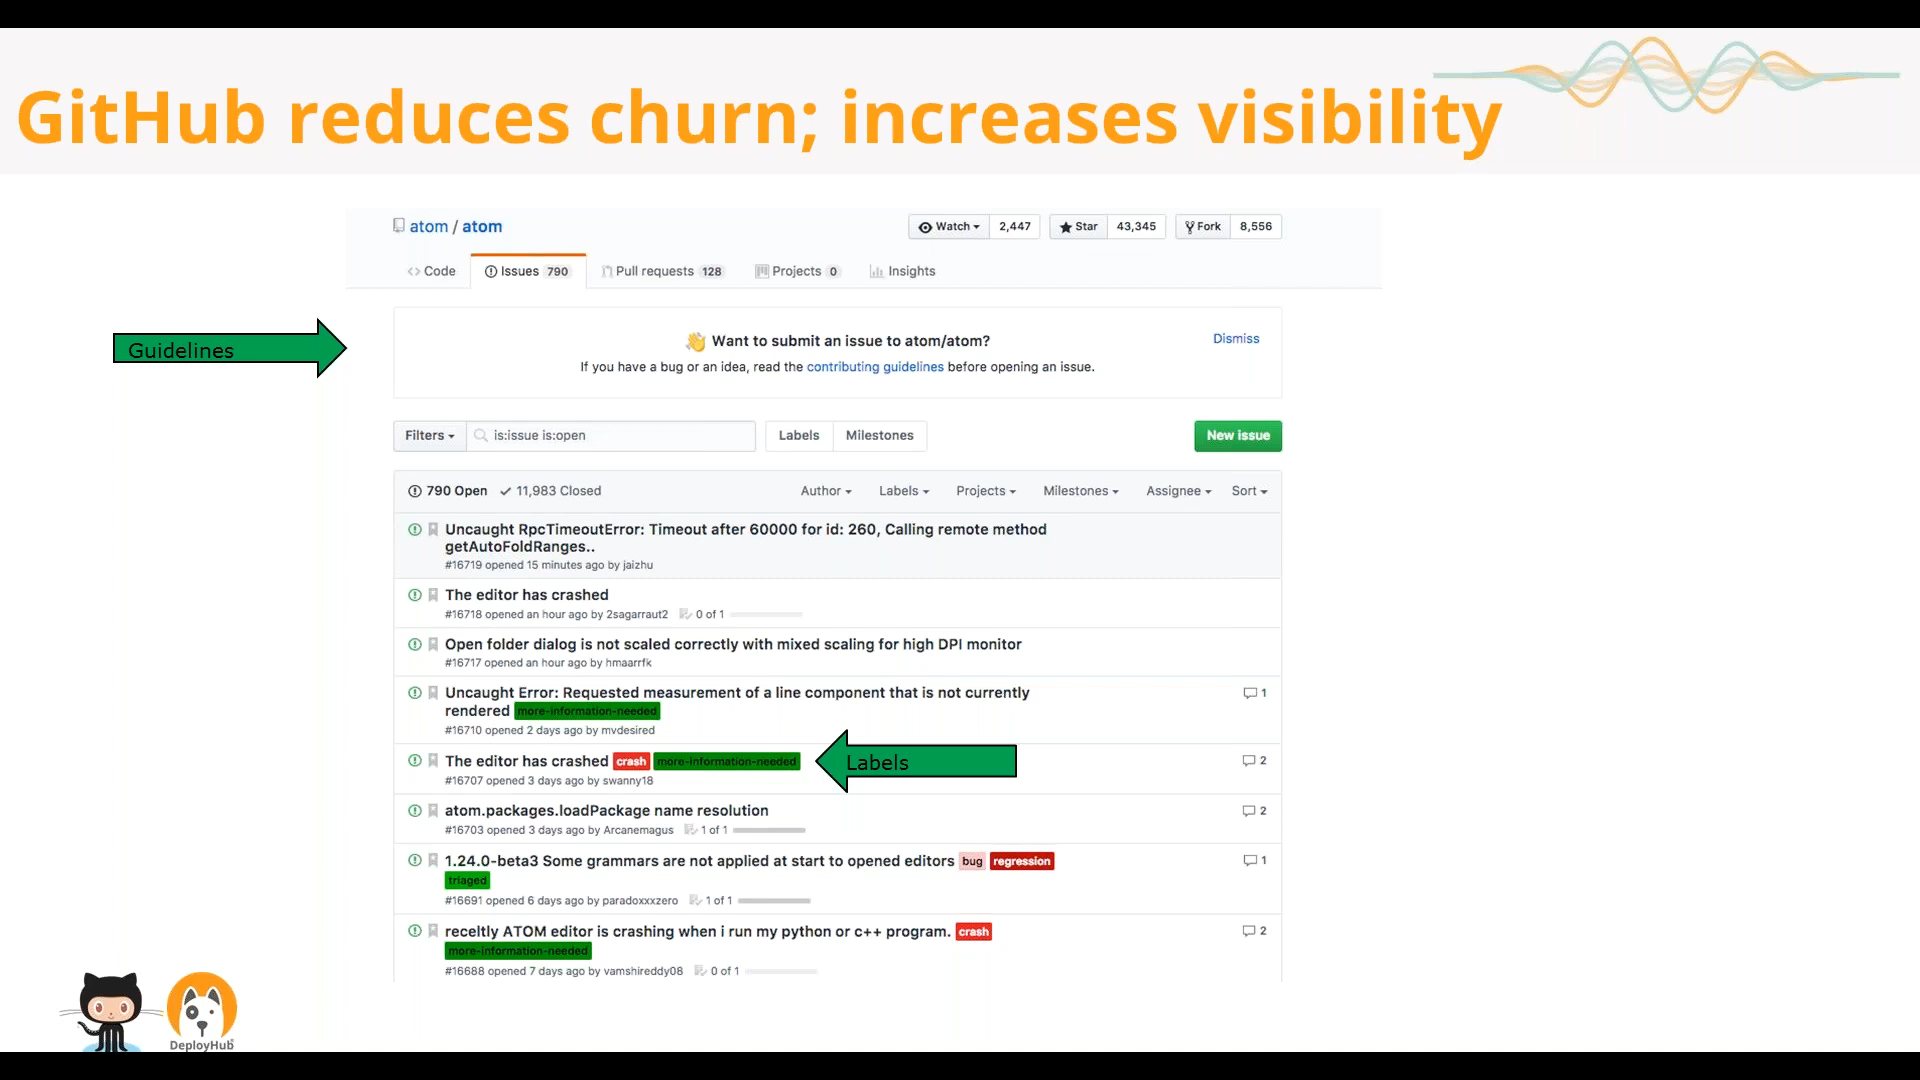 GitHub reduces churn; increases visibility
atom / atom
Watch 2,447 Star 43,345 Fork 8,556
Code Issues 790 Pull requests 128 Projects 0 Insights
Guidelines
Want to submit an issue to atom/atom?
Dismiss
If you have a bug or an idea, read the contributing guidelines before opening an issue.
Filters is:issue is:open Labels Milestones New issue
790 Open 11,983 Closed Author Labels Projects Milestones Assignee Sort
Uncaught RpcTimeoutError: Timeout after 60000 for id: 260, Calling remote method
getAutoFoldRanges..
#16719 opened 15 minutes ago by jaizhu
The editor has crashed
#16718 opened an hour ago by 2sagarraut2 0 of 1
Open folder dialog is not scaled correctly with mixed scaling for high DPI monitor
#16717 opened an hour ago by hmaarrfk
Uncaught Error: Requested measurement of a line component that is not currently 1
rendered more-information-needed
#16710 opened 2 days ago by mvdesired
The editor has crashed crash more-information-needed 2
Labels
#16707 opened 3 days ago by swanny18
atom.packages.loadPackage name resolution 2
#16703 opened 3 days ago by Arcanemagus 1 of 1
1.24.0-beta3 Some grammars are not applied at start to opened editors bug regression 1
triaged
#16691 opened 6 days ago by paradoxxxzero 1 of 1
receltly ATOM editor is crashing when i run my python or c++ program. crash 2
more-information-needed
#16688 opened 7 days ago by vamshireddy08 0 of 1
DeployHub